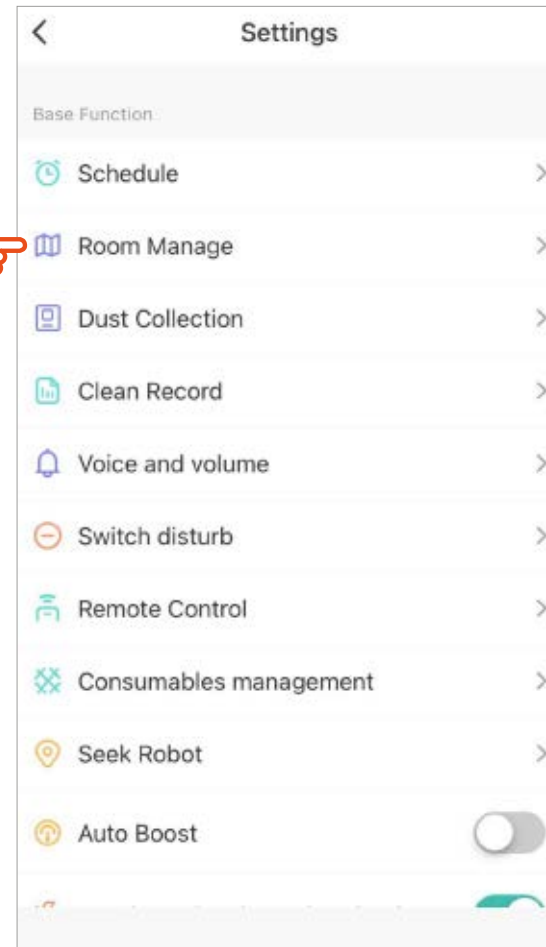 Settings
Base Function
Schedule
Room Manage
Dust Collection
Clean Record
Voice and volume
Switch disturb
Remote Control
Consumables management
Seek Robot
Auto Boost